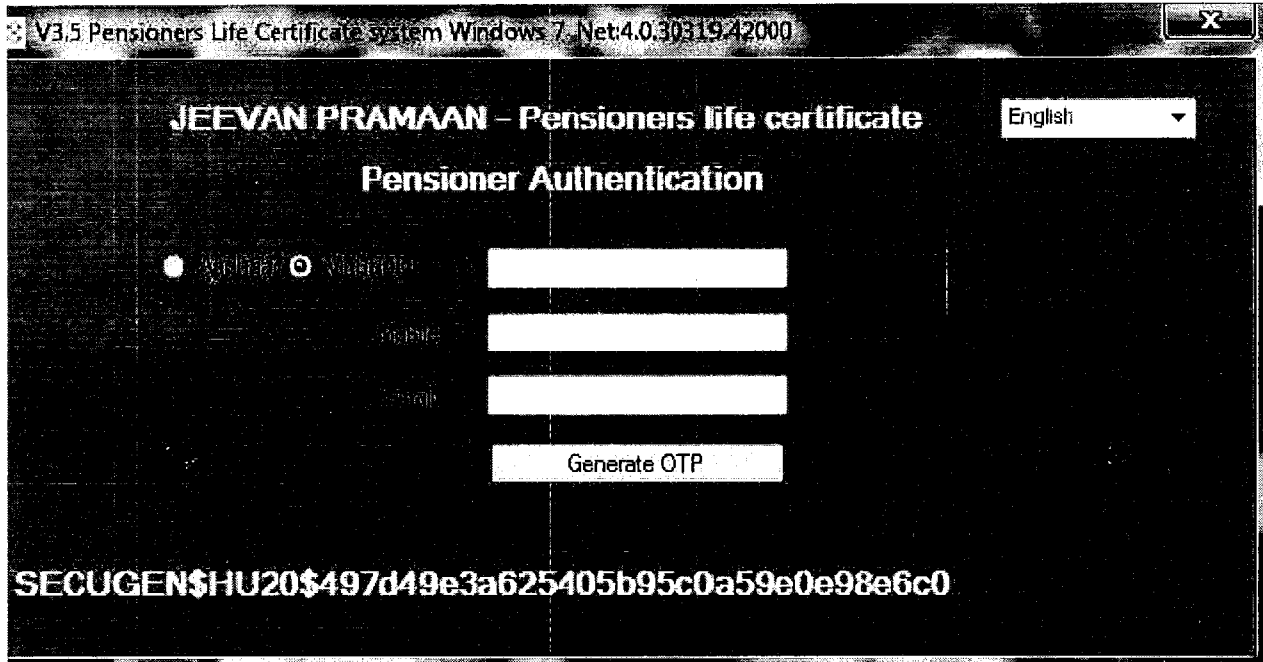 V3.5 Pensioners Life Certificate system Windows 7 .Net:4.0.30319.42000
JEEVAN PRAMAAN - Pensioners life certificate
English
Pensioner Authentication
Generate OTP
SECUGEN$HU20$497d49e3a625405b95c0a59e0e98e6c0